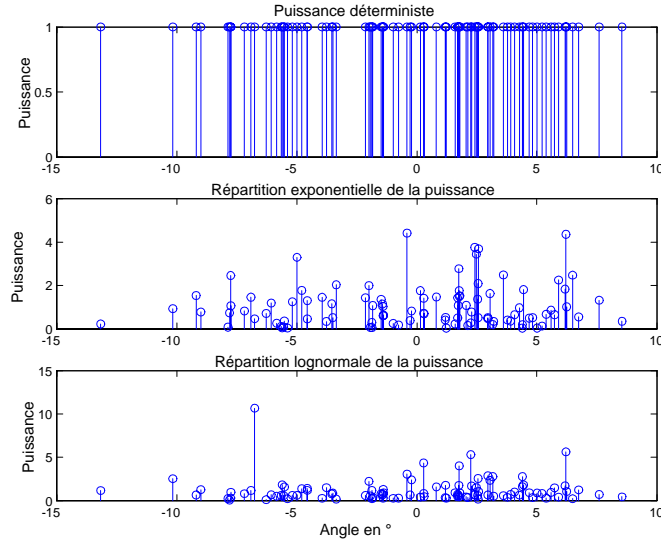 Puissance déterministe
1
0.5
0
Puissance
-15 -10 -5 0 5 10
Répartition exponentielle de la puissance
6
4
2
0
Puissance
-15 -10 -5 0 5 10
Répartition lognormale de la puissance
15
10
5
0
Puissance
-15 -10 -5 0 5 10
Angle en °